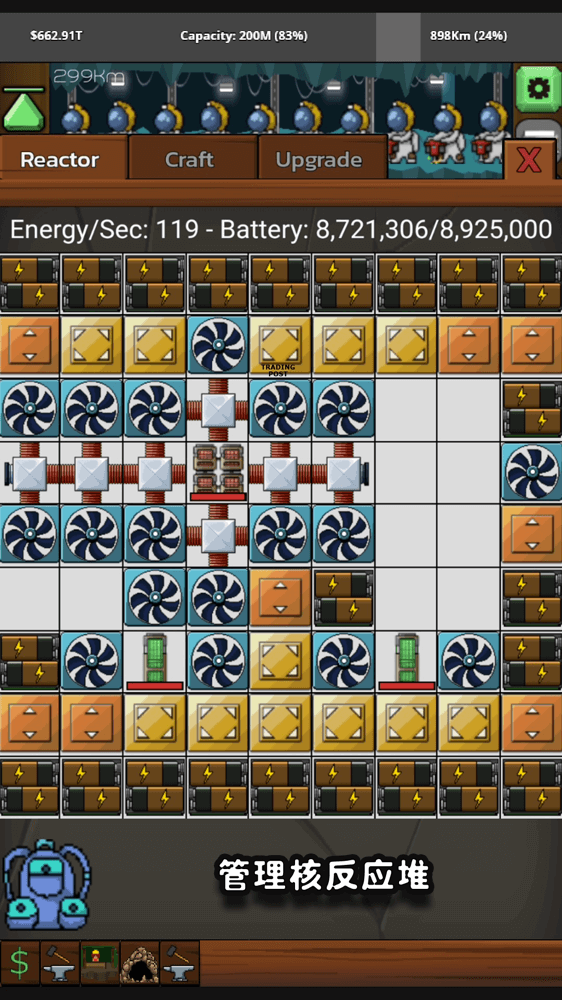 $662.91T
Capacity: 200M (83%)
898Km (24%)
299Km
Reactor
Craft
Upgrade
X
Energy/Sec: 119 - Battery: 8,721,306/8,925,000
TRADING
POST
管理核反应堆
$